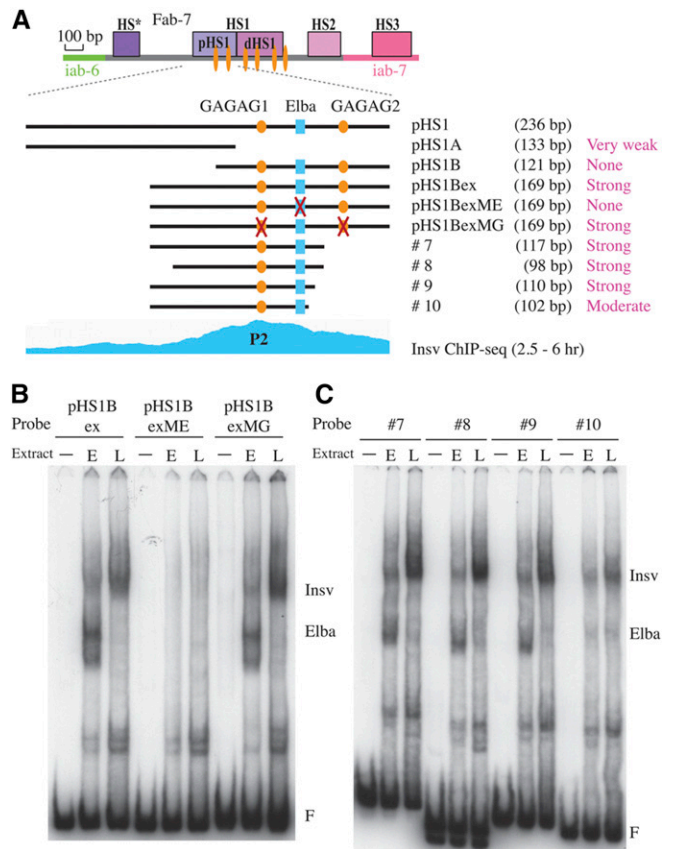 A
HS* Fab-7 HS1 HS2 HS3
100 bp
pHS1 dHS1
iab-6 iab-7
GAGAG1 Elba GAGAG2
pHS1 (236 bp)
pHS1A (133 bp) Very weak
pHS1B (121 bp) None
pHS1Bex (169 bp) Strong
pHS1BexME (169 bp) None
pHS1BexMG (169 bp) Strong
# 7 (117 bp) Strong
# 8 (98 bp) Strong
# 9 (110 bp) Strong
# 10 (102 bp) Moderate
P2
Insv ChIP-seq (2.5 - 6 hr)
B
pHS1B pHS1B pHS1B
Probe ex exME exMG
Extract — E L — E L — E L
Insv
Elba
F
C
Probe #7 #8 #9 #10
Extract — E L — E L — E L — E L
Insv
Elba
F